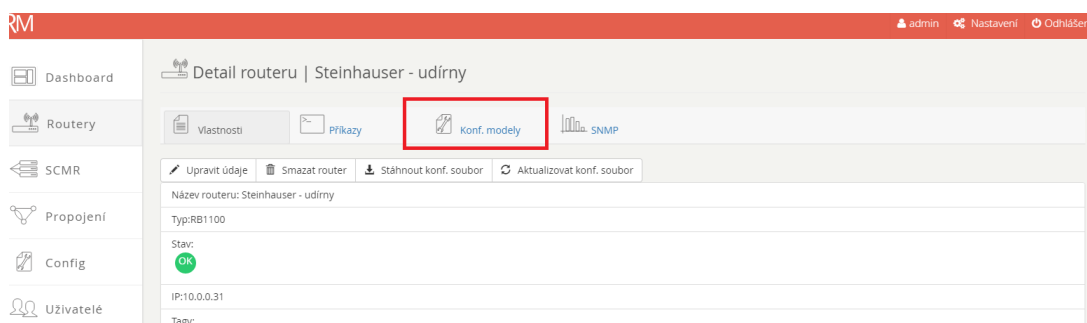 RM
admin Nastavení Odhlášen
Dashboard
Routery
SCMR
Propojení
Config
Uživatelé
Detail routeru | Steinhauser - udírny
Vlastnosti Příkazy Konf. modely SNMP
Upravit údaje Smazat router Stáhnout konf. soubor Aktualizovat konf. soubor
Název routeru: Steinhauser - udírny
Typ:RB1100
Stav:
OK
IP:10.0.0.31
Tagy: